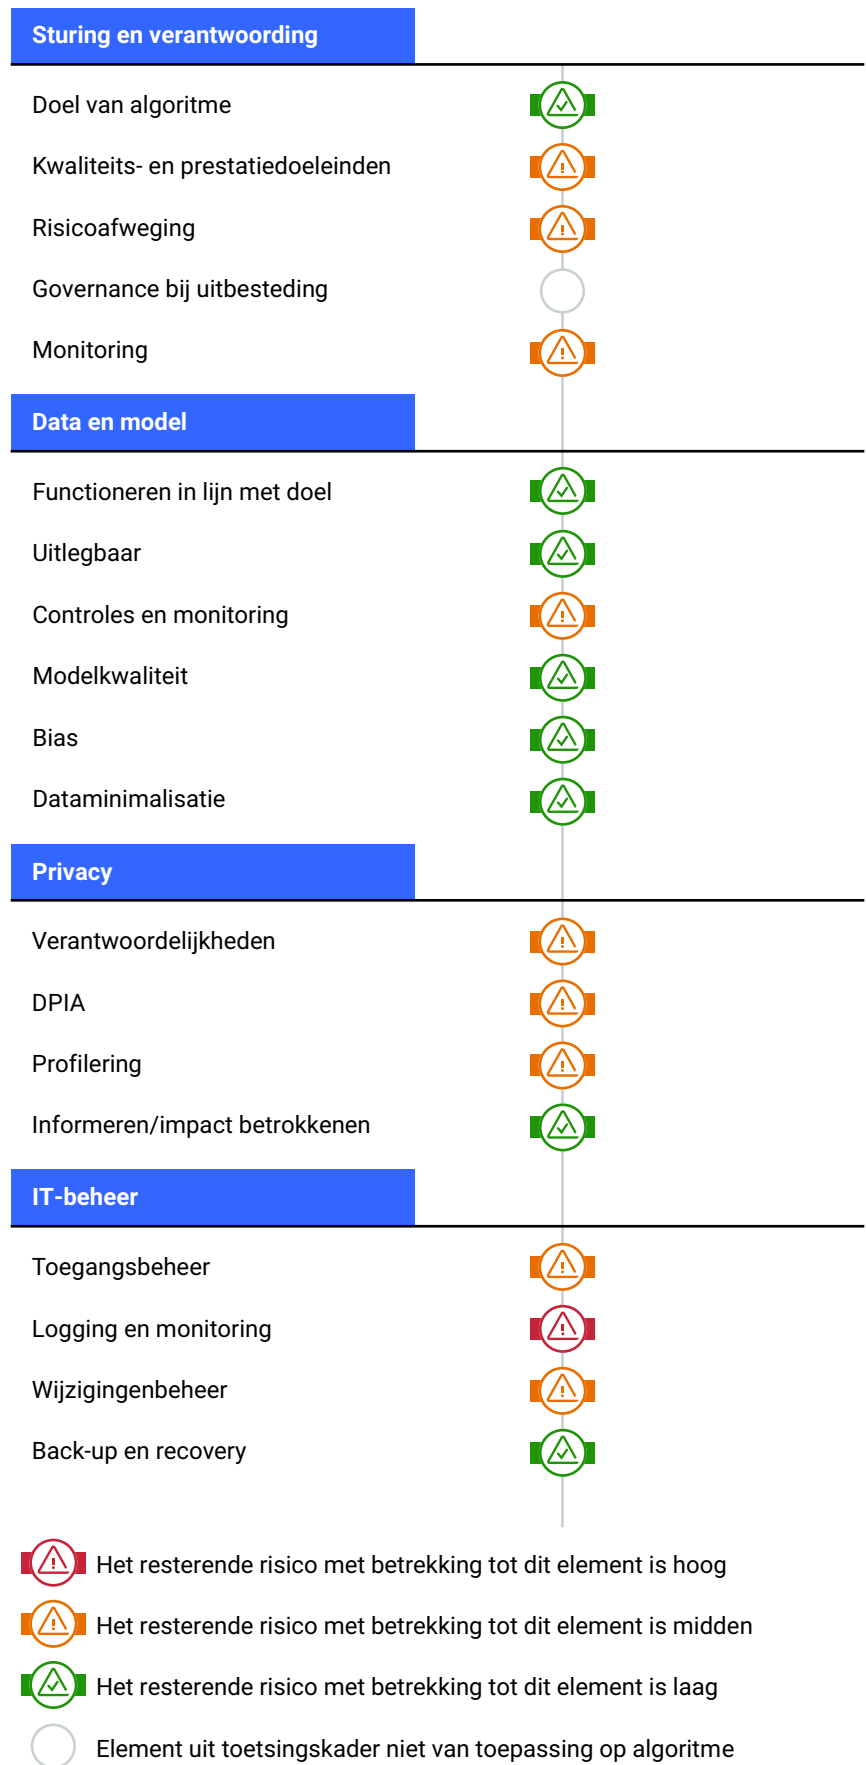 Sturing en verantwoording
Doel van algoritme
Kwaliteits- en prestatiedoeleinden
Risicoafweging
Governance bij uitbesteding
Monitoring
Data en model
Functioneren in lijn met doel
Uitlegbaar
Controles en monitoring
Modelkwaliteit
Bias
Dataminimalisatie
Privacy
Verantwoordelijkheden
DPIA
Profilering
Informeren/impact betrokkenen
IT-beheer
Toegangsbeheer
Logging en monitoring
Wijzigingenbeheer
Back-up en recovery
Het resterende risico met betrekking tot dit element is hoog
Het resterende risico met betrekking tot dit element is midden
Het resterende risico met betrekking tot dit element is laag
Element uit toetsingskader niet van toepassing op algoritme